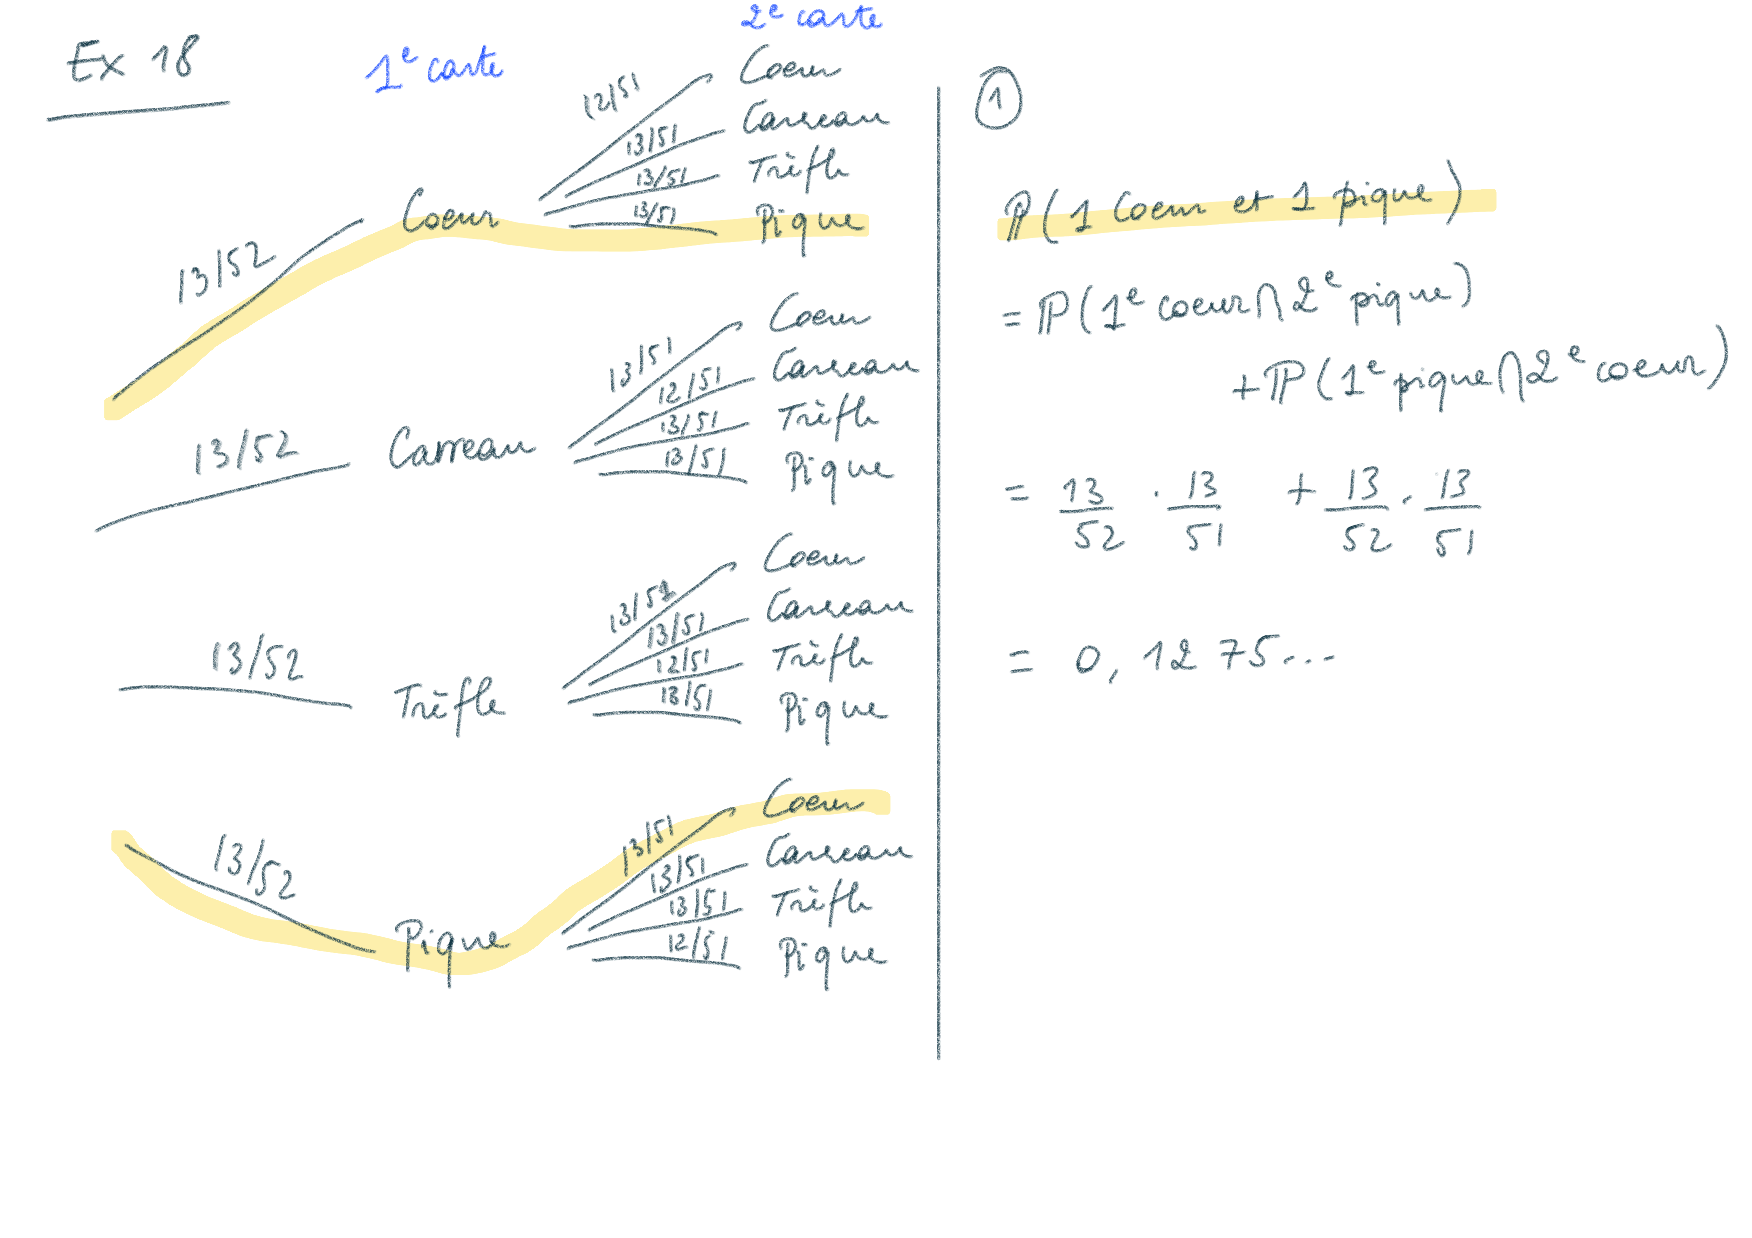 Ex 18
1e carte
2e carte
13/52 Coeur
12/51 Coeur
13/51 Carreau
13/51 Trèfle
13/51 Pique
13/52 Carreau
13/51 Coeur
12/51 Carreau
13/51 Trèfle
13/51 Pique
13/52 Trèfle
13/51 Coeur
13/51 Carreau
12/51 Trèfle
13/51 Pique
13/52 Pique
13/51 Coeur
13/51 Carreau
13/51 Trèfle
12/51 Pique
1
ℙ(1 Coeur et 1 pique)
= ℙ(1e coeur ∩ 2e pique)
+ ℙ(1e pique ∩ 2e coeur)
= 13/52 · 13/51 + 13/52 · 13/51
= 0,1275...